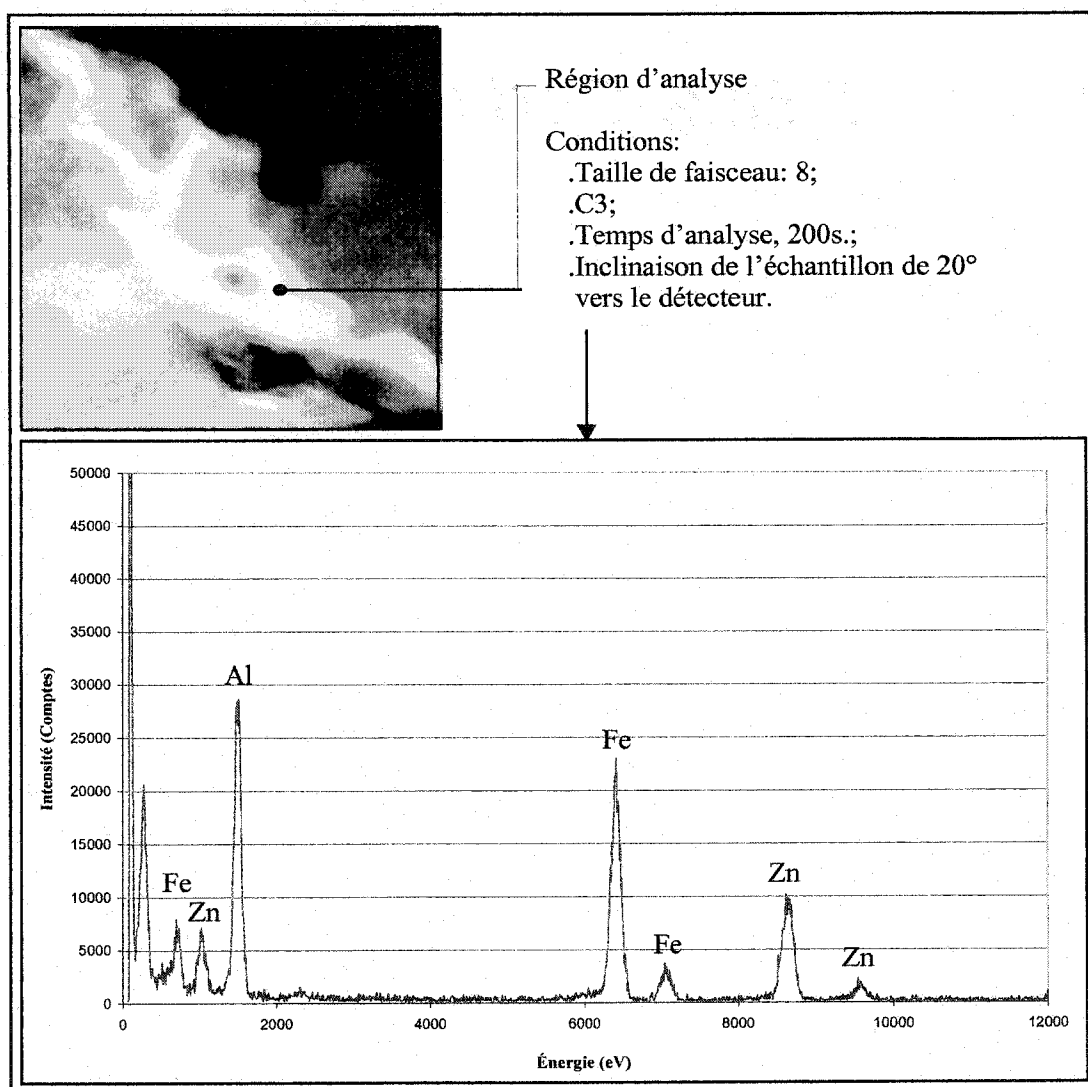 Région d'analyse
Conditions:
.Taille de faisceau: 8;
.C3;
.Temps d'analyse, 200s.;
.Inclinaison de l'échantillon de 20°
vers le détecteur.
50000
45000
40000
35000
30000
25000
20000
15000
10000
5000
0
Intensité (Comptes)
Al
Fe
Fe
Zn
Zn
Fe
Zn
0
2000
4000
6000
8000
10000
12000
Énergie (eV)